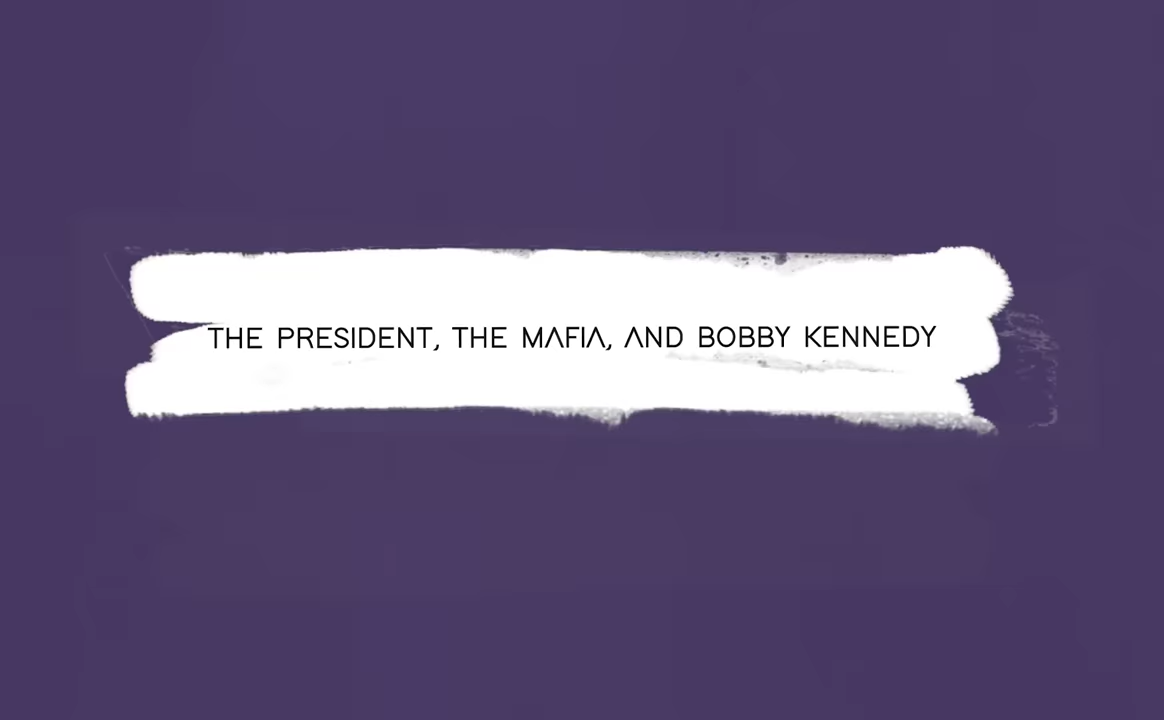 THE PRESIDENT, THE MAFIA, AND BOBBY KENNEDY